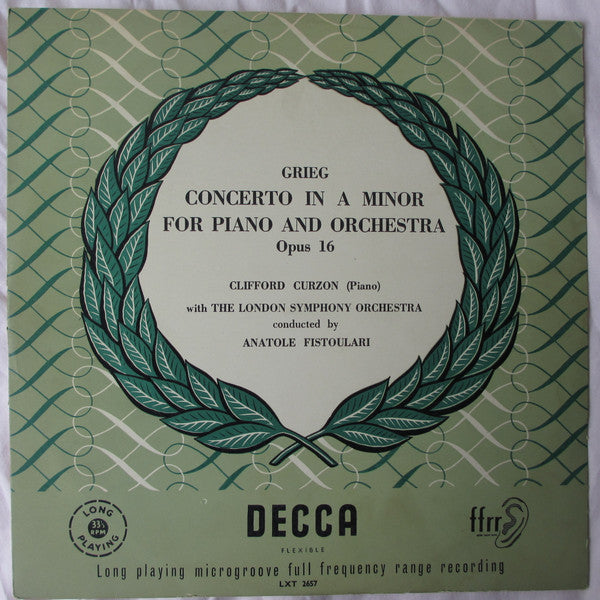 GRIEG
CONCERTO IN A MINOR
FOR PIANO AND ORCHESTRA
Opus 16
CLIFFORD CURZON (Piano)
with THE LONDON SYMPHONY ORCHESTRA
conducted by
ANATOLE FISTOULARI
LONG
33⅓
RPM
PLAYING
DECCA
FLEXIBLE
ffrr
Long playing microgroove full frequency range recording
LXT 2657